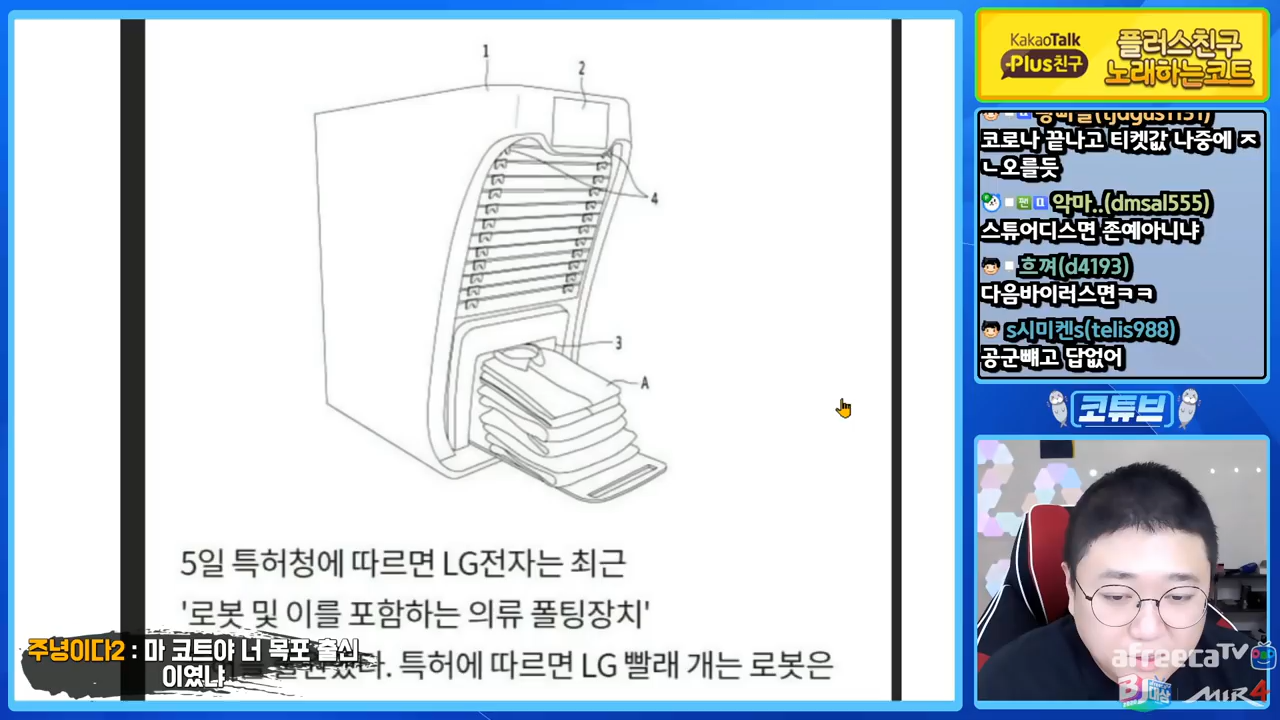 1
2
4
3
A
5일 특허청에 따르면 LG전자는 최근
'로봇 및 이를 포함하는 의류 폴팅장치'
다. 특허에 따르면 LG 빨래 개는 로봇은
주녕이다2 : 마 코트야 너 목포 출신
이였냐
KakaoTalk
Plus친구
플러스친구
노래하는코트
코로나 끝나고 티켓값 나중에 ㅈ
ㄴ오를듯
팬 악마..(dmsal555)
스튜어디스면 존예아니냐
흐껴(d4193)
다음바이러스면ㅋㅋ
s시미켄s(telis988)
공군빼고 답없어
코튜브
afreecaTV
BJ대상
MIR4